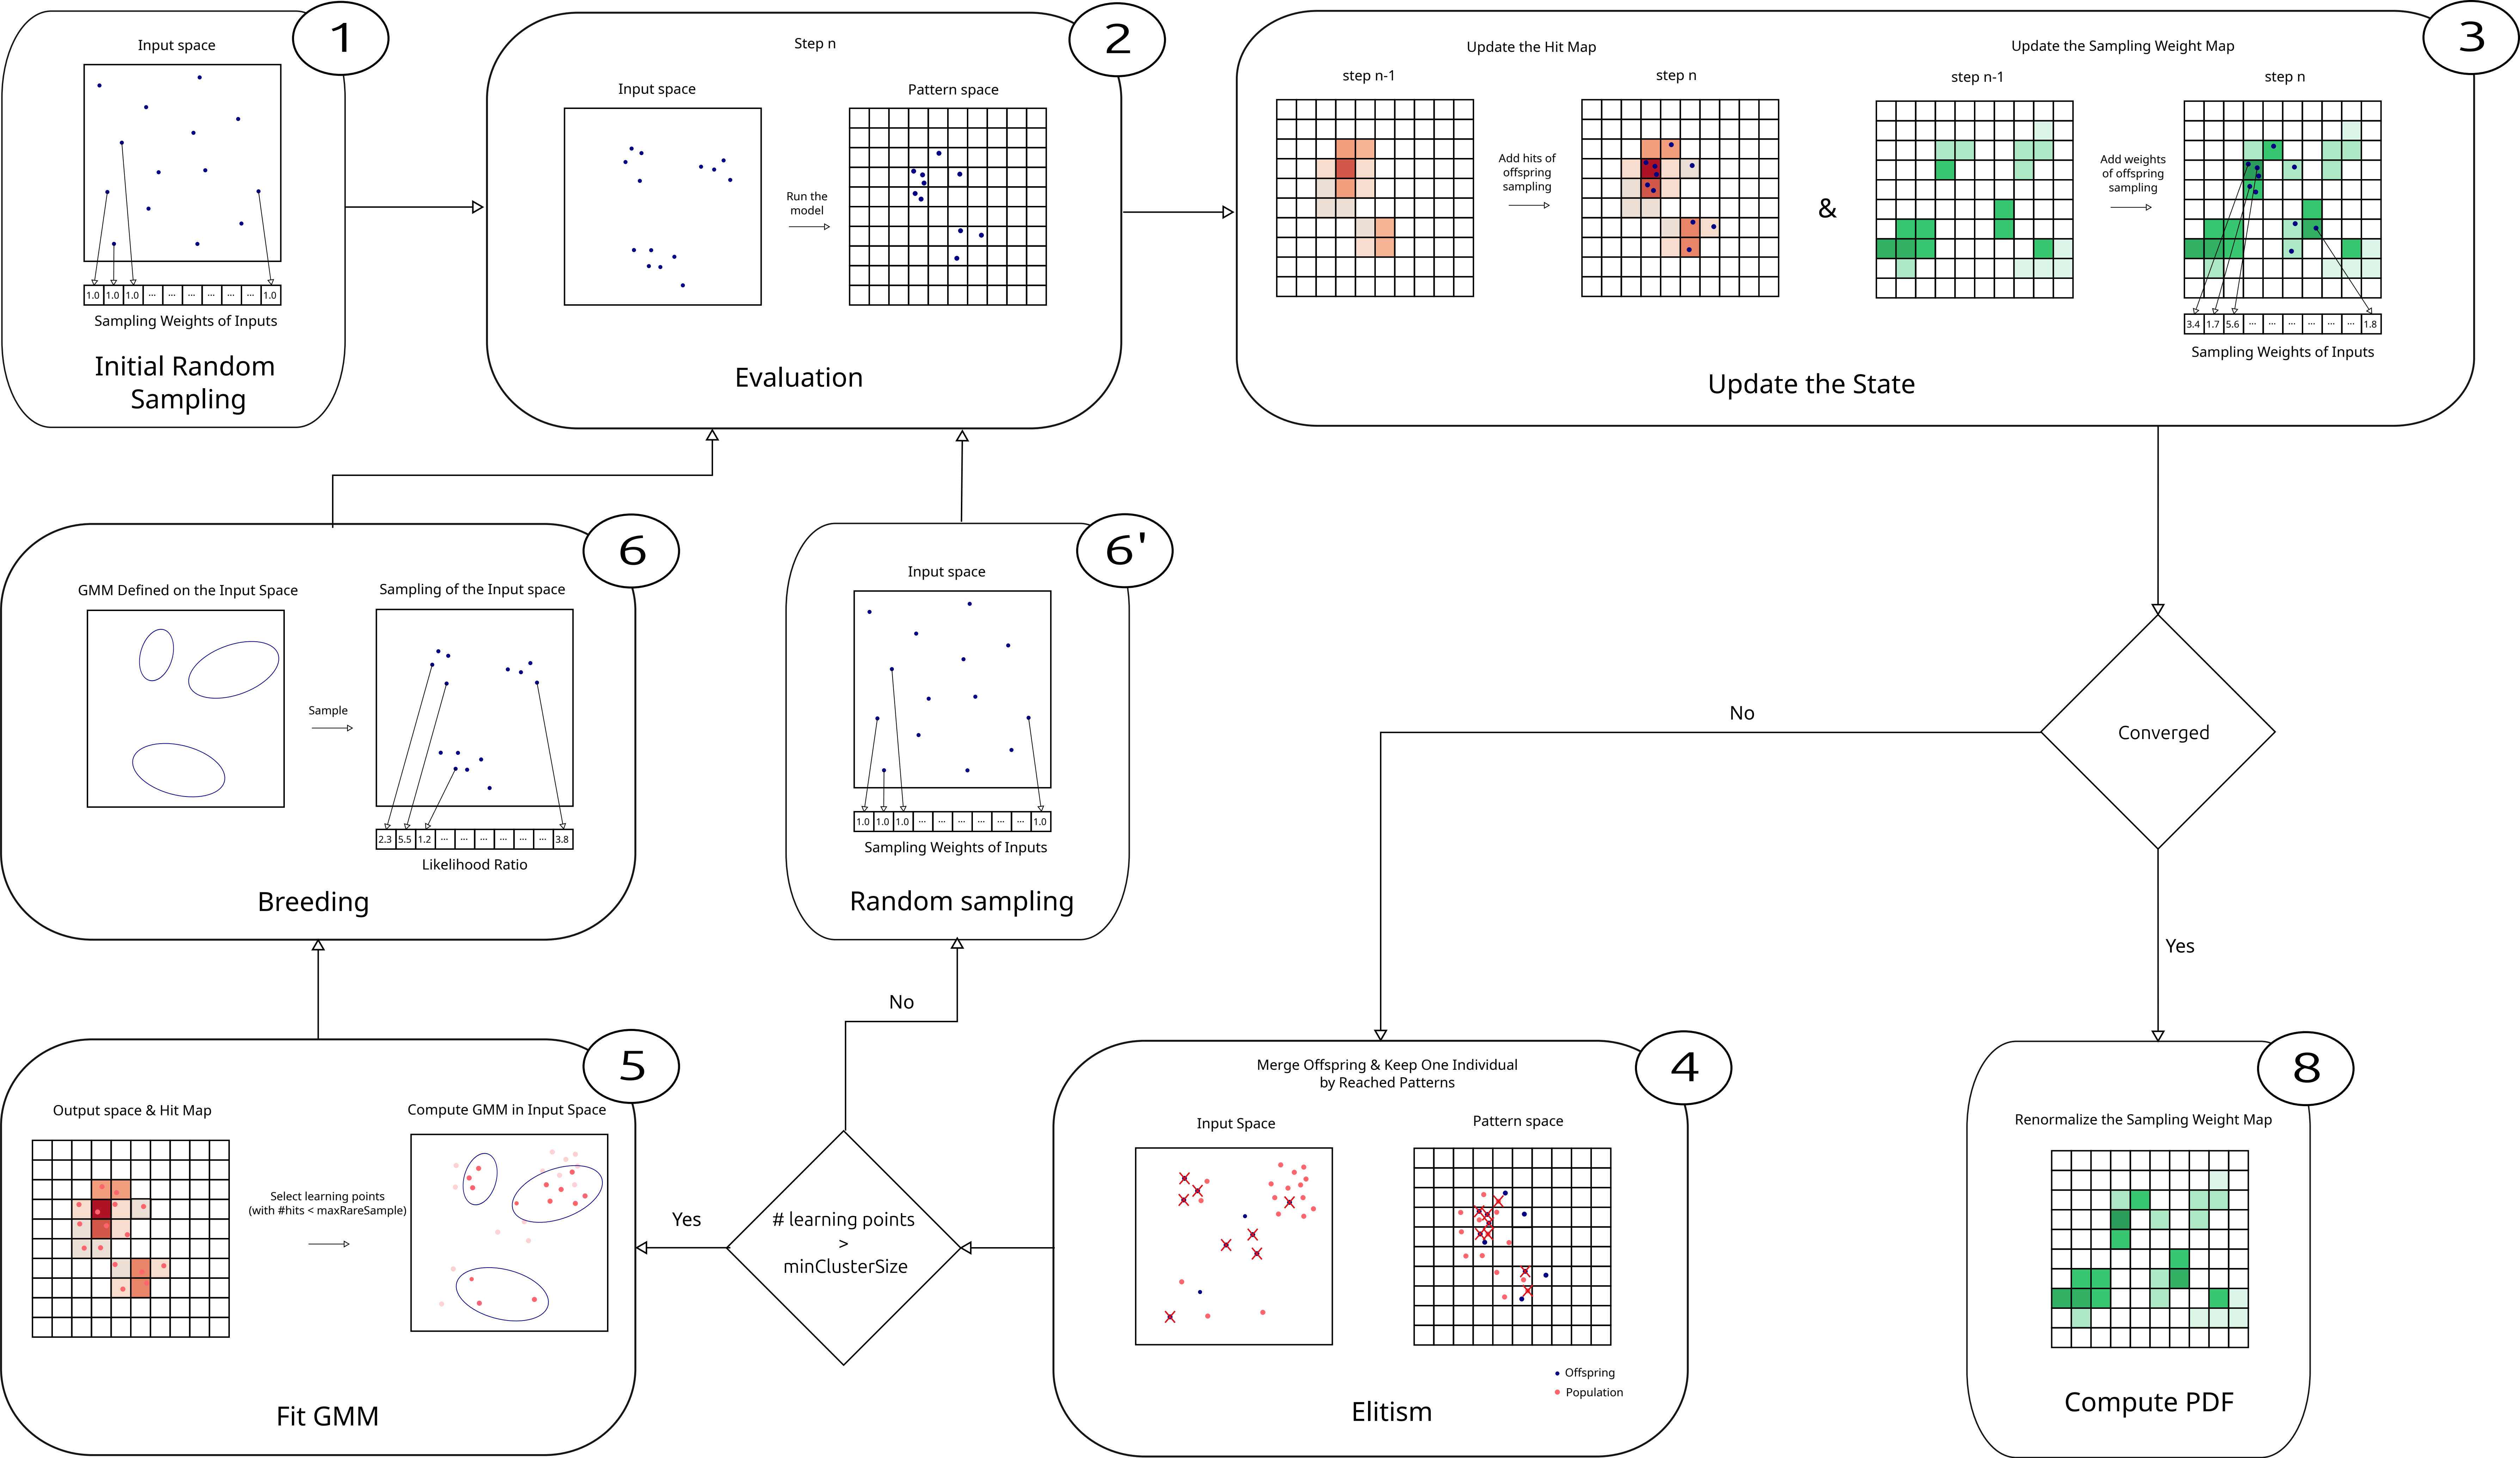 1
Input space
1.0 1.0 1.0 ... ... ... ... ... ... 1.0
Sampling Weights of Inputs
Initial Random
Sampling
2
Step n
Input space
Pattern space
Run the
model
Evaluation
3
Update the Hit Map
step n-1
step n
Add hits of
offspring
sampling
&
Update the Sampling Weight Map
step n-1
step n
Add weights
of offspring
sampling
3.4 1.7 5.6 ... ... ... ... ... ... 1.8
Sampling Weights of Inputs
Update the State
6
GMM Defined on the Input Space
Sampling of the Input space
Sample
2.3 5.5 1.2 ... ... ... ... ... ... 3.8
Likelihood Ratio
Breeding
6'
Input space
1.0 1.0 1.0 ... ... ... ... ... ... 1.0
Sampling Weights of Inputs
Random sampling
Converged
No
Yes
5
Output space & Hit Map
Compute GMM in Input Space
Select learning points
(with #hits < maxRareSample)
Fit GMM
No
Yes
# learning points
>
minClusterSize
4
Merge Offspring & Keep One Individual
by Reached Patterns
Input Space
Pattern space
Offspring
Population
Elitism
8
Renormalize the Sampling Weight Map
Compute PDF